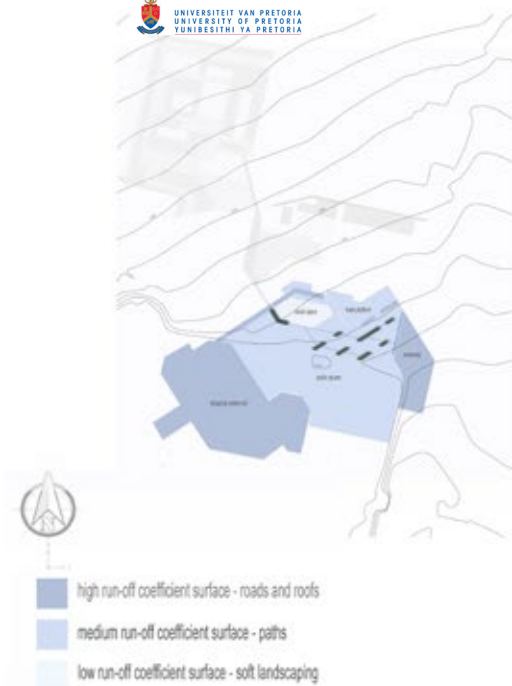 UNIVERSITEIT VAN PRETORIA
UNIVERSITY OF PRETORIA
YUNIBESITHI YA PRETORIA
high run-off coefficient surface - roads and roofs
medium run-off coefficient surface - paths
low run-off coefficient surface - soft landscaping